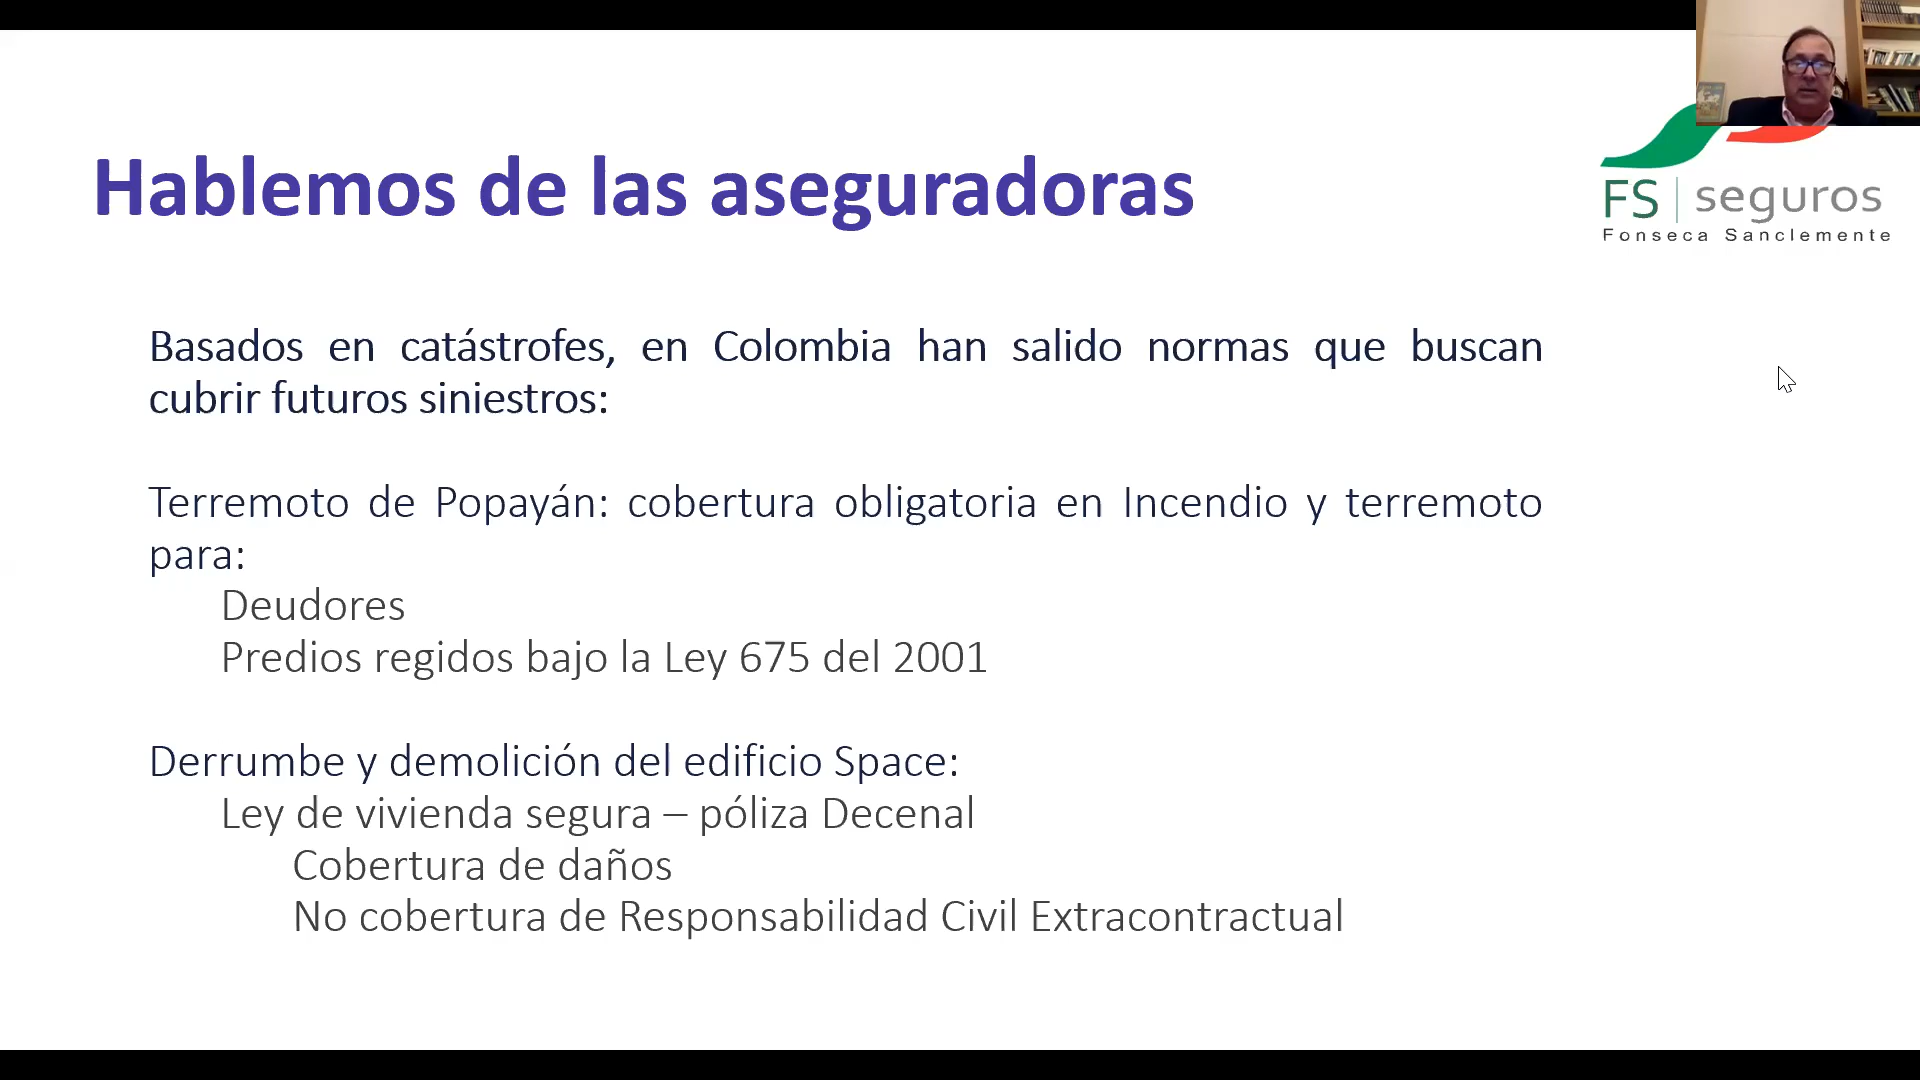 Hablemos de las aseguradoras
FS | seguros
Fonseca Sanclemente
Basados en catástrofes, en Colombia han salido normas que buscan
cubrir futuros siniestros:
Terremoto de Popayán: cobertura obligatoria en Incendio y terremoto
para:
Deudores
Predios regidos bajo la Ley 675 del 2001
Derrumbe y demolición del edificio Space:
Ley de vivienda segura – póliza Decenal
Cobertura de daños
No cobertura de Responsabilidad Civil Extracontractual